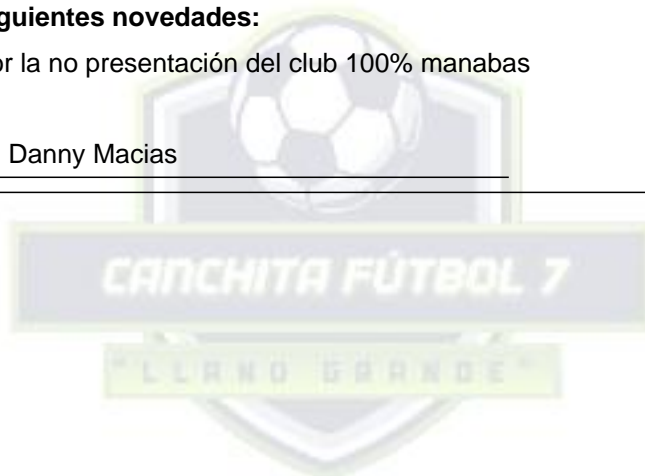 guientes novedades:
or la no presentación del club 100% manabas
Danny Macias
CANCHITA FÚTBOL 7
"LLANO GRANDE"